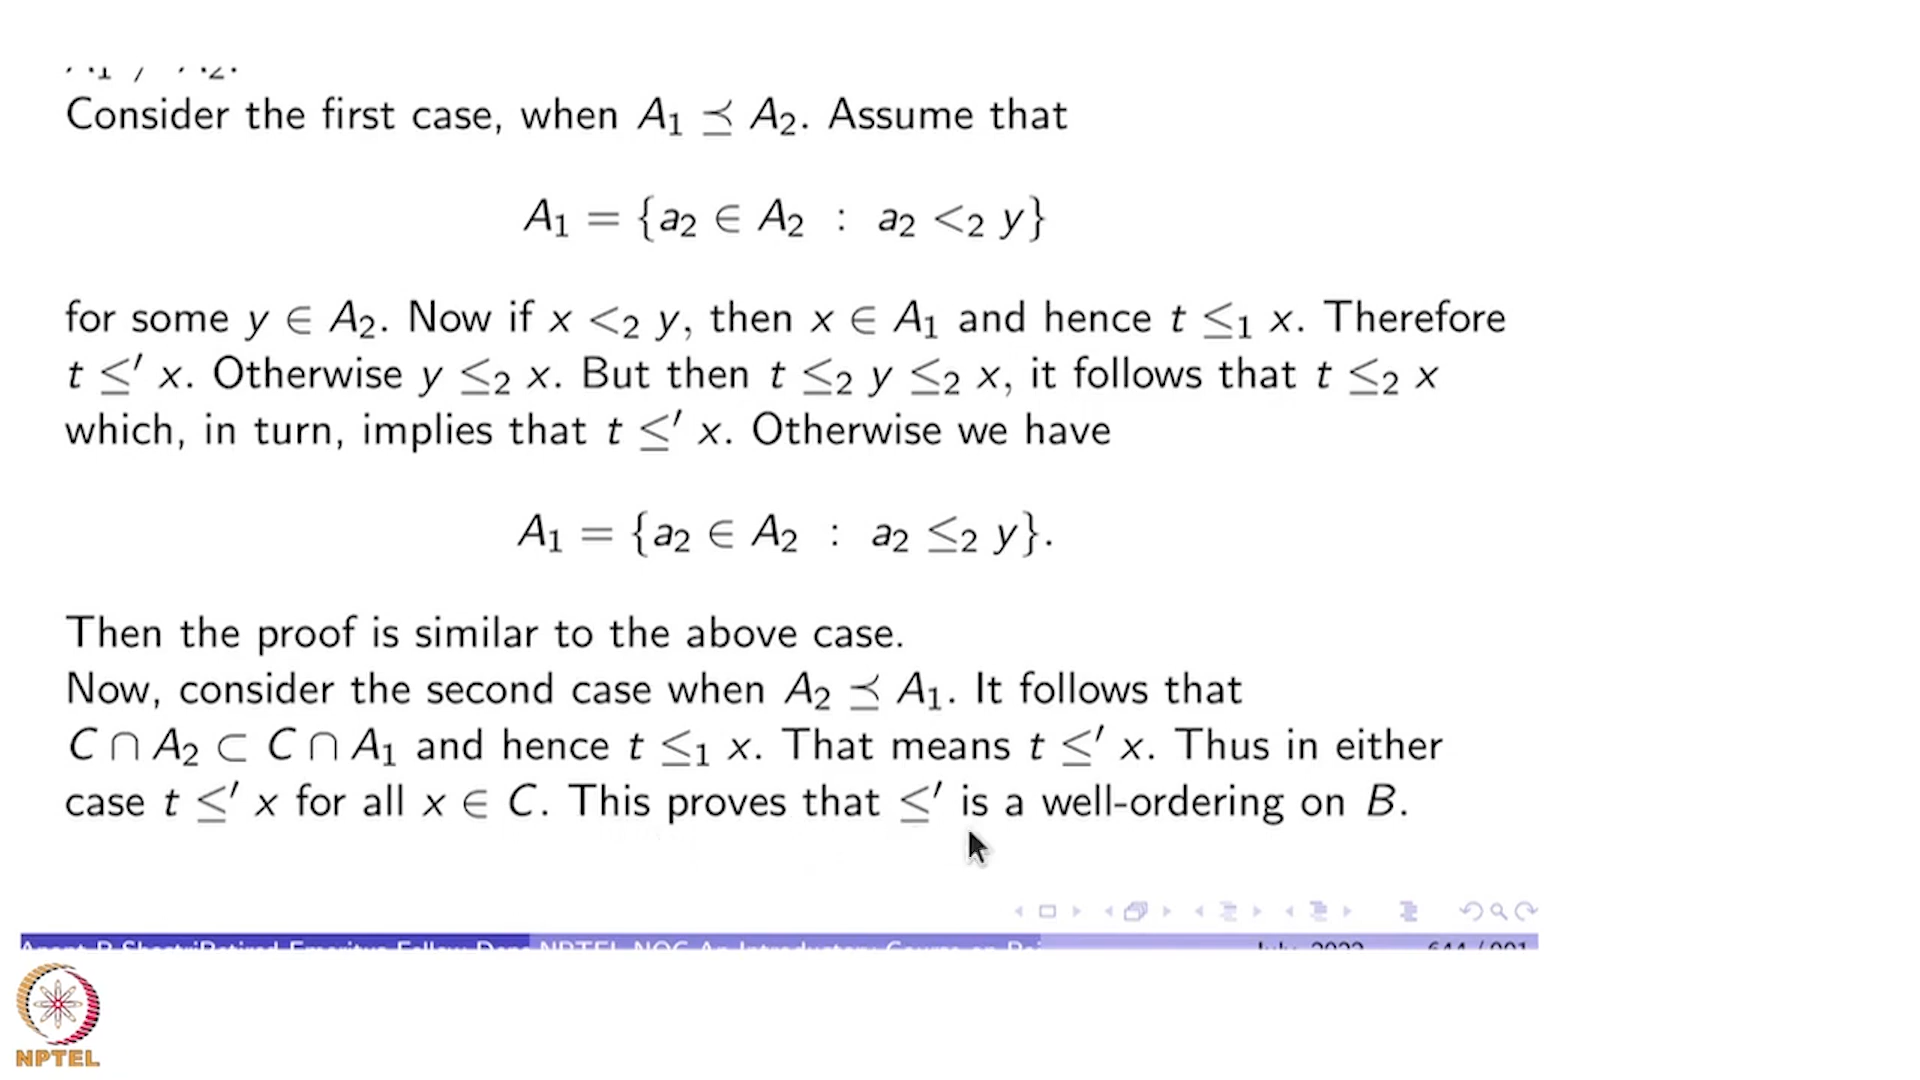 Consider the first case, when A₁ ⪯ A₂. Assume that
A₁ = {a₂ ∈ A₂ : a₂ <₂ y}
for some y ∈ A₂. Now if x <₂ y, then x ∈ A₁ and hence t ≤₁ x. Therefore
t ≤′ x. Otherwise y ≤₂ x. But then t ≤₂ y ≤₂ x, it follows that t ≤₂ x
which, in turn, implies that t ≤′ x. Otherwise we have
A₁ = {a₂ ∈ A₂ : a₂ ≤₂ y}.
Then the proof is similar to the above case.
Now, consider the second case when A₂ ⪯ A₁. It follows that
C ∩ A₂ ⊂ C ∩ A₁ and hence t ≤₁ x. That means t ≤′ x. Thus in either
case t ≤′ x for all x ∈ C. This proves that ≤′ is a well-ordering on B.
NPTEL